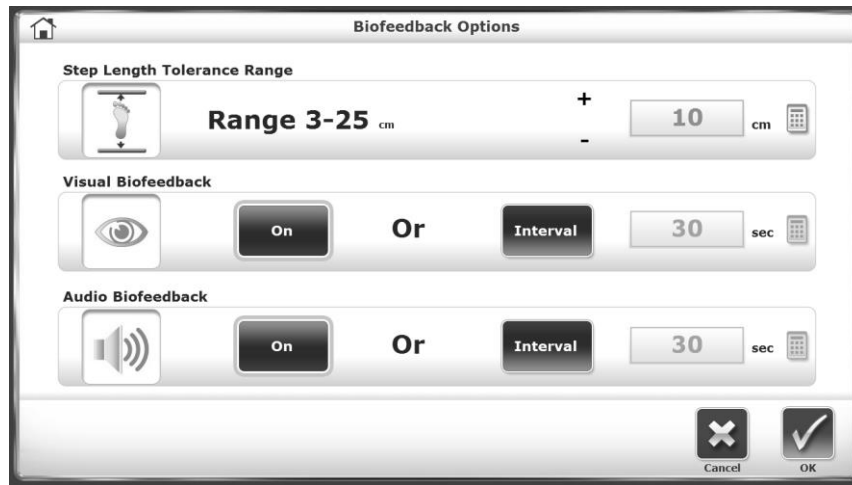 Biofeedback Options
Step Length Tolerance Range
Range 3-25 cm
+
-
10 cm
Visual Biofeedback
On Or Interval 30 sec
Audio Biofeedback
On Or Interval 30 sec
Cancel OK